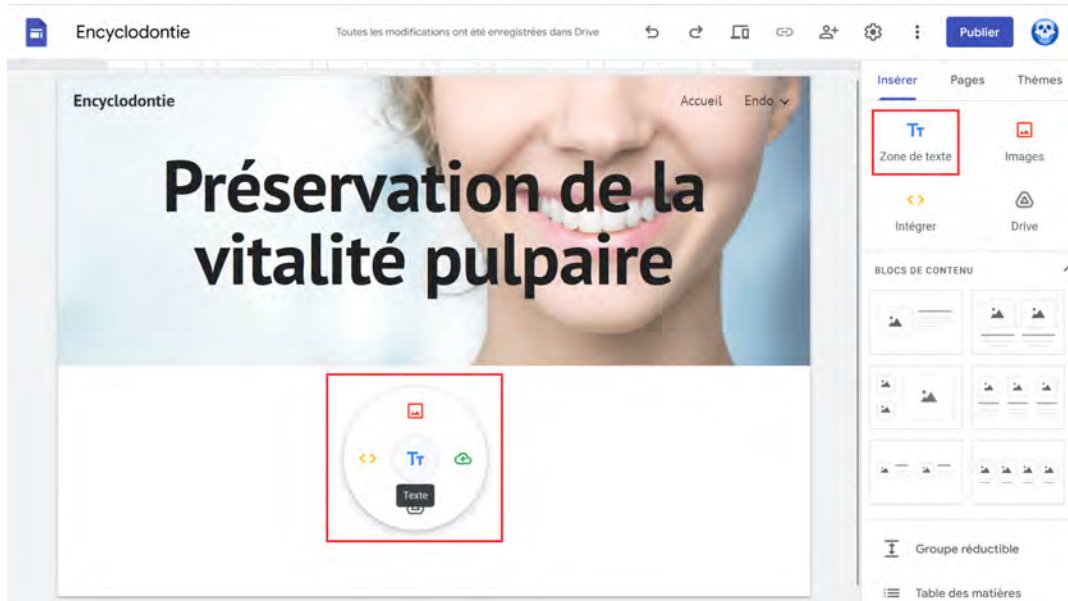 Encyclodontie
Toutes les modifications ont été enregistrées dans Drive
Publier
Insérer
Pages
Thèmes
Encyclodontie
Accueil
Endo
Tт
Zone de texte
Images
Préservation de la
vitalité pulpaire
Intégrer
Drive
BLOCS DE CONTENU
Tт
Texte
Groupe réductible
Table des matières